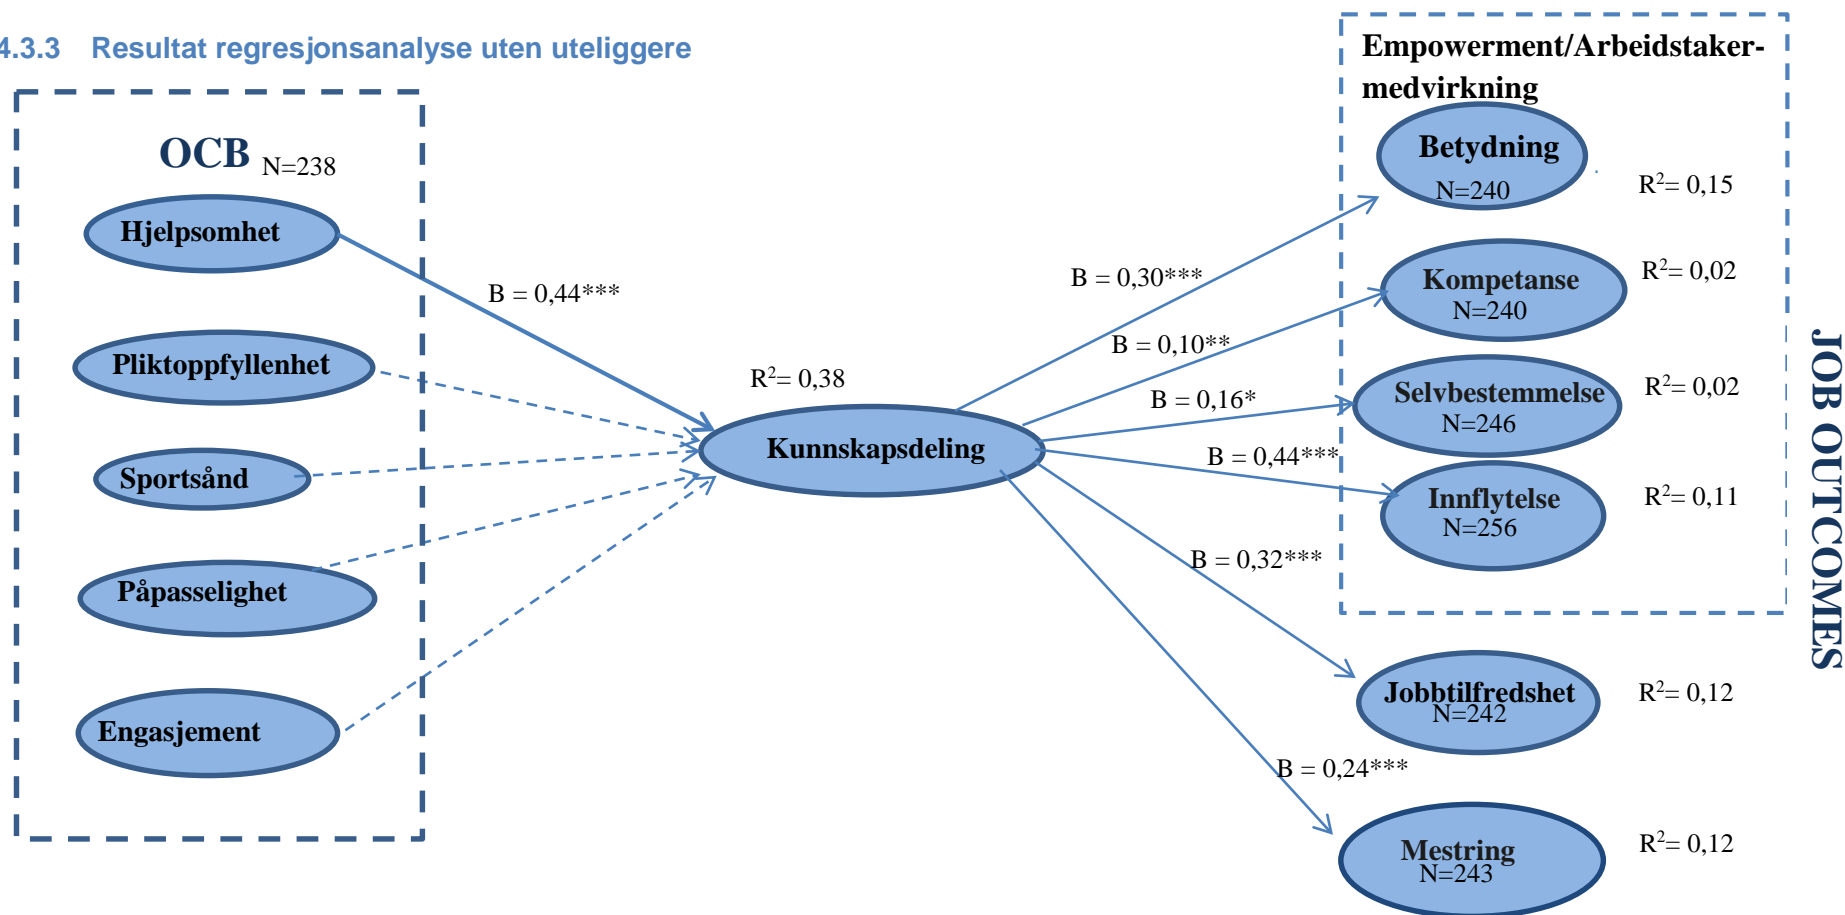 4.3.3 Resultat regresjonsanalyse uten uteliggere
OCB N=238
Hjelpsomhet
Pliktoppfyllenhet
Sportsånd
Påpasselighet
Engasjement
B = 0,44***
R²= 0,38
Kunnskapsdeling
B = 0,30***
B = 0,10**
B = 0,16*
B = 0,44***
B = 0,32***
B = 0,24***
Empowerment/Arbeidstaker-
medvirkning
Betydning
N=240
R²= 0,15
Kompetanse
N=240
R²= 0,02
Selvbestemmelse
N=246
R²= 0,02
Innflytelse
N=256
R²= 0,11
Jobbtilfredshet
N=242
R²= 0,12
Mestring
N=243
R²= 0,12
JOB OUTCOMES